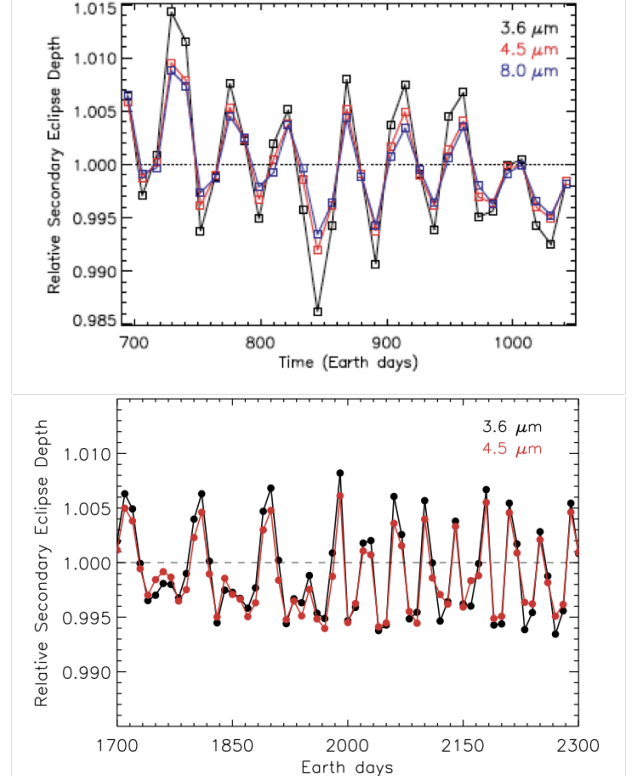 1.015
1.010
1.005
1.000
0.995
0.990
0.985
Relative Secondary Eclipse Depth
3.6 μm
4.5 μm
8.0 μm
700 800 900 1000
Time (Earth days)
1.010
1.005
1.000
0.995
0.990
Relative Secondary Eclipse Depth
3.6 μm
4.5 μm
1700 1850 2000 2150 2300
Earth days